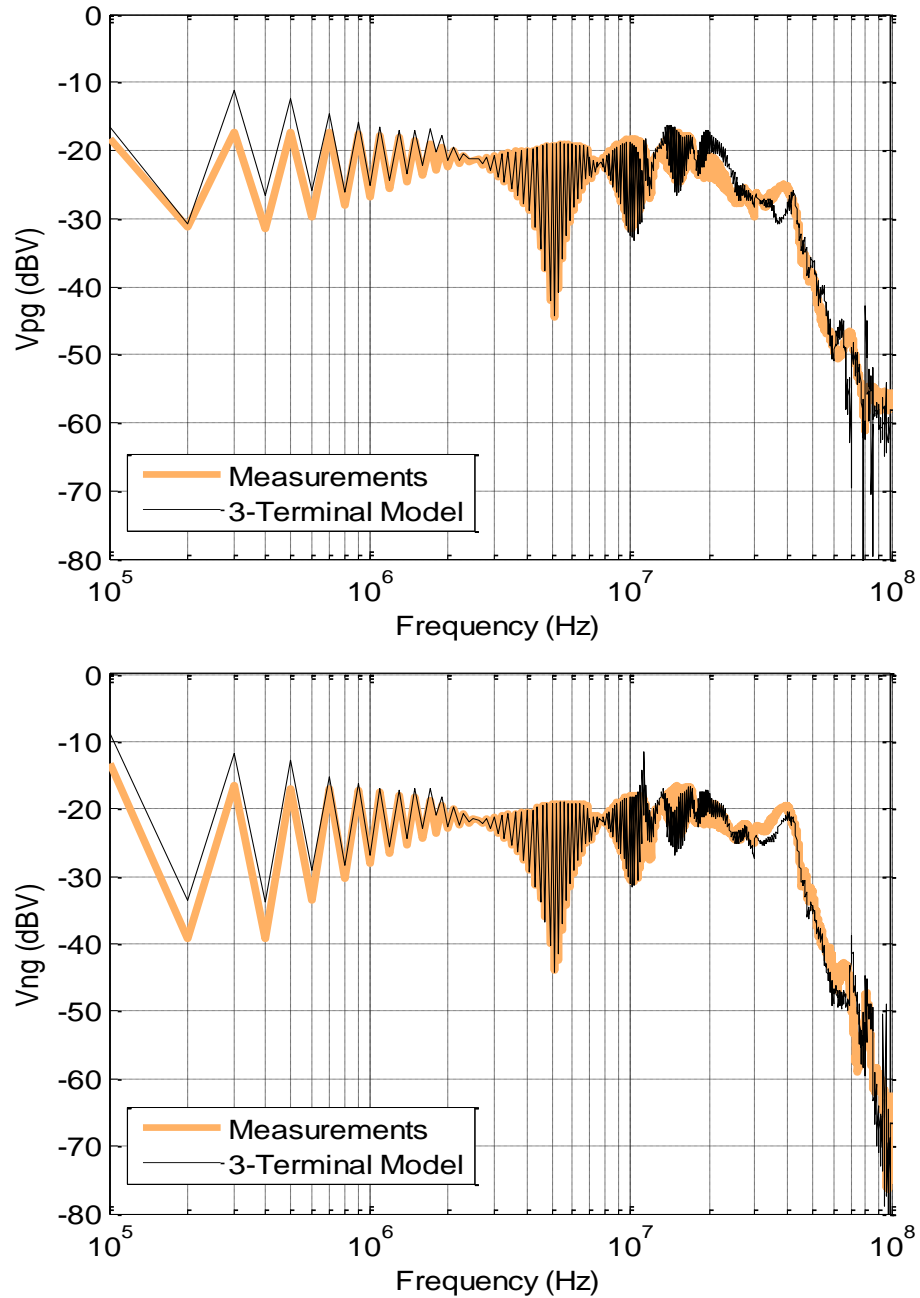 0
-10
-20
-30
-40
-50
-60
-70
-80
Vpg (dBV)
Measurements
3-Terminal Model
10^5 10^6 10^7 10^8
Frequency (Hz)
0
-10
-20
-30
-40
-50
-60
-70
-80
Vng (dBV)
Measurements
3-Terminal Model
10^5 10^6 10^7 10^8
Frequency (Hz)